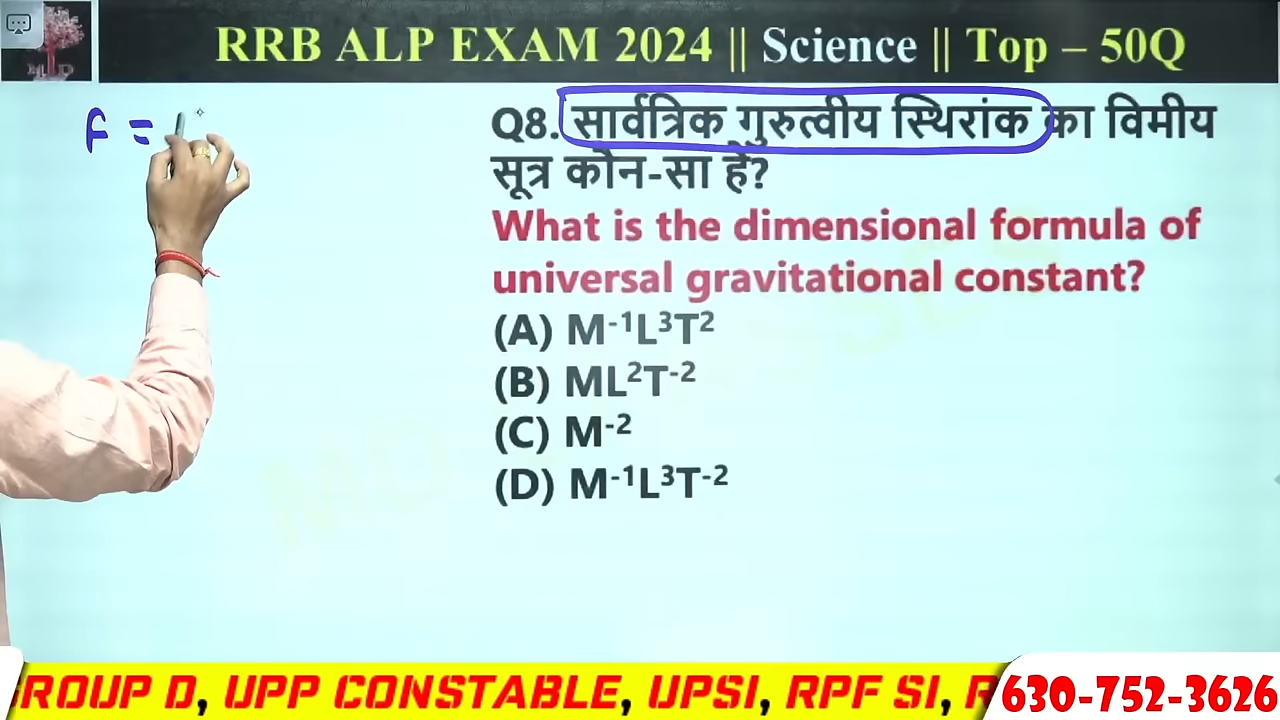 RRB ALP EXAM 2024 || Science || Top – 50Q
F =
Q8. सार्वत्रिक गुरुत्वीय स्थिरांक का विमीय
सूत्र कौन-सा है?
What is the dimensional formula of
universal gravitational constant?
(A) M⁻¹L³T²
(B) ML²T⁻²
(C) M⁻²
(D) M⁻¹L³T⁻²
ROUP D, UPP CONSTABLE, UPSI, RPF SI, R
630-752-3626